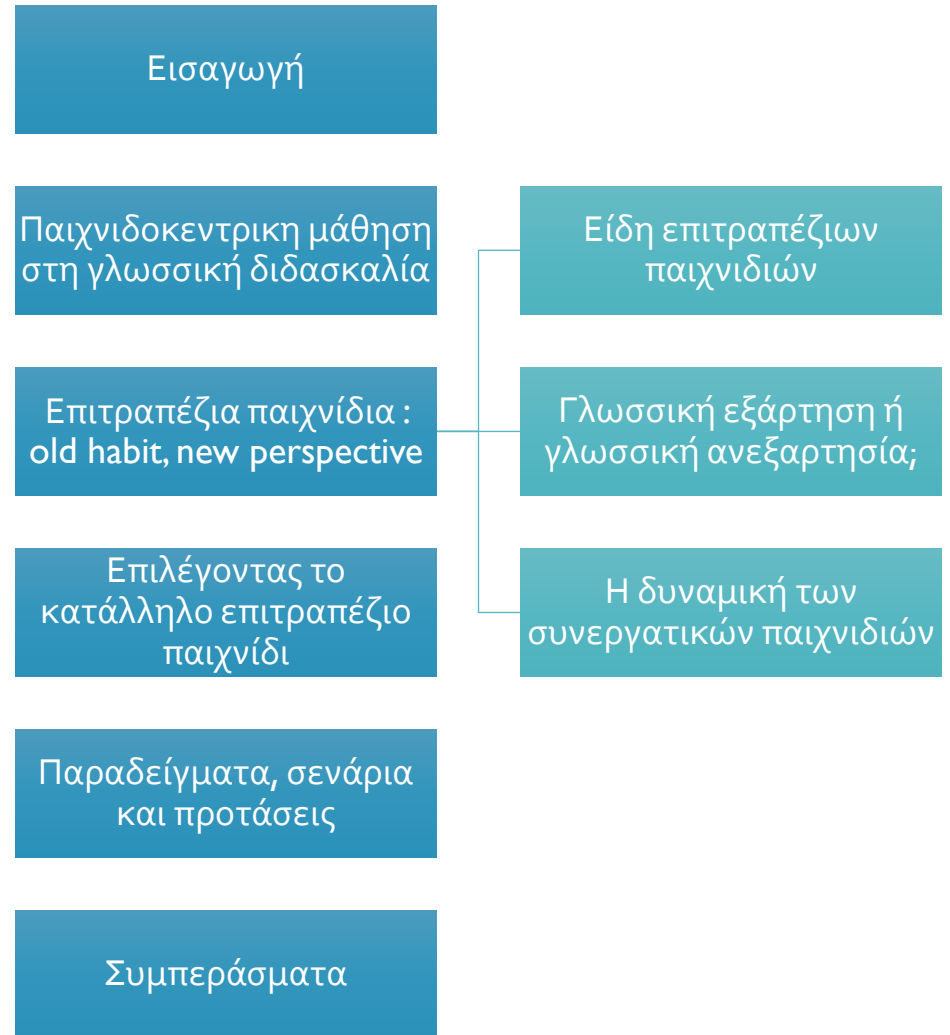 Εισαγωγή
Παιχνιδοκεντρικη μάθηση
στη γλωσσική διδασκαλία
Επιτραπέζια παιχνίδια :
old habit, new perspective
Είδη επιτραπέζιων
παιχνιδιών
Γλωσσική εξάρτηση ή
γλωσσική ανεξαρτησία;
Η δυναμική των
συνεργατικών παιχνιδιών
Επιλέγοντας το
κατάλληλο επιτραπέζιο
παιχνίδι
Παραδείγματα, σενάρια
και προτάσεις
Συμπεράσματα